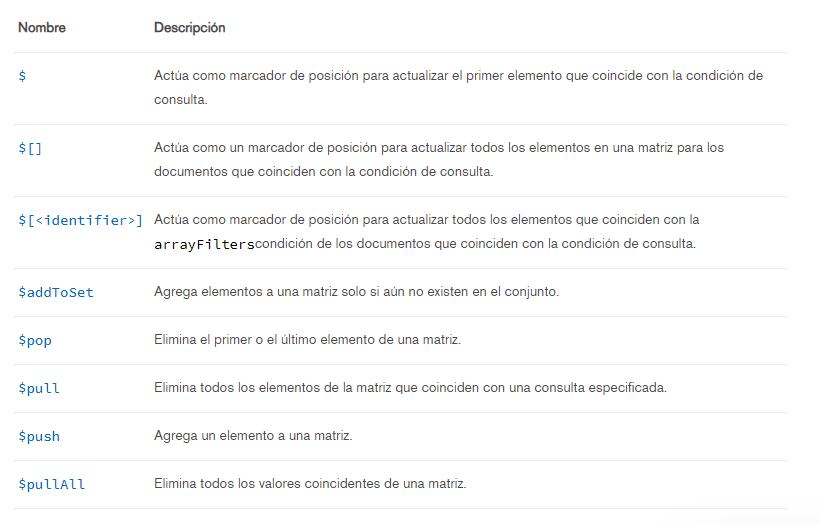 Nombre Descripción
$ Actúa como marcador de posición para actualizar el primer elemento que coincide con la condición de
consulta.
$[] Actúa como un marcador de posición para actualizar todos los elementos en una matriz para los
documentos que coinciden con la condición de consulta.
$[<identifier>] Actúa como marcador de posición para actualizar todos los elementos que coinciden con la
arrayFilterscondición de los documentos que coinciden con la condición de consulta.
$addToSet Agrega elementos a una matriz solo si aún no existen en el conjunto.
$pop Elimina el primer o el último elemento de una matriz.
$pull Elimina todos los elementos de la matriz que coinciden con una consulta especificada.
$push Agrega un elemento a una matriz.
$pullAll Elimina todos los valores coincidentes de una matriz.